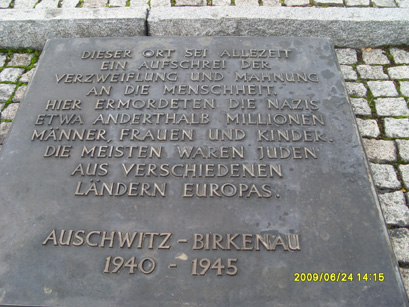 DIESER ORT SEI ALLEZEIT
EIN AUFSCHREI DER
VERZWEIFLUNG UND MAHNUNG
AN DIE MENSCHHEIT.
HIER ERMORDETEN DIE NAZIS
ETWA ANDERTHALB MILLIONEN
MÄNNER, FRAUEN UND KINDER.
DIE MEISTEN WAREN JUDEN
AUS VERSCHIEDENEN
LÄNDERN EUROPAS.
AUSCHWITZ - BIRKENAU
1940 - 1945
2009/06/24 14:15